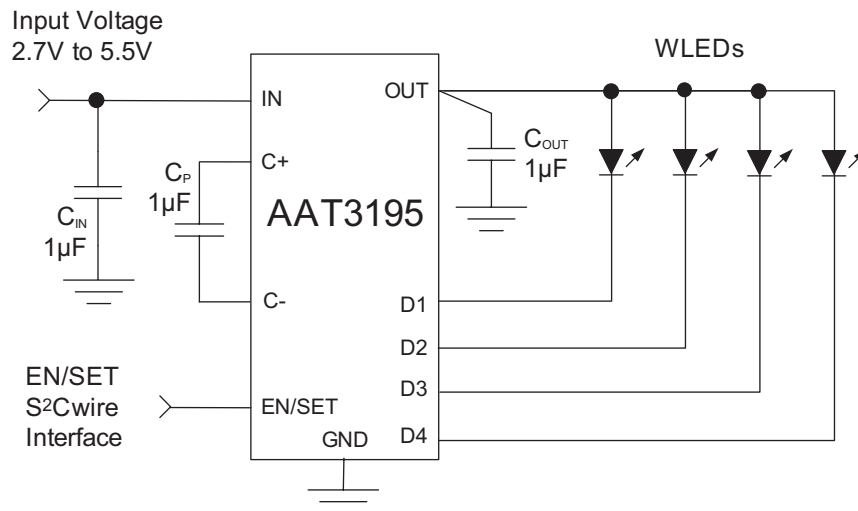 Input Voltage
2.7V to 5.5V
WLEDs
IN
OUT
C+
C-
CIN
1µF
CP
1µF
AAT3195
COUT
1µF
D1
D2
D3
D4
EN/SET
S²Cwire
Interface
EN/SET
GND